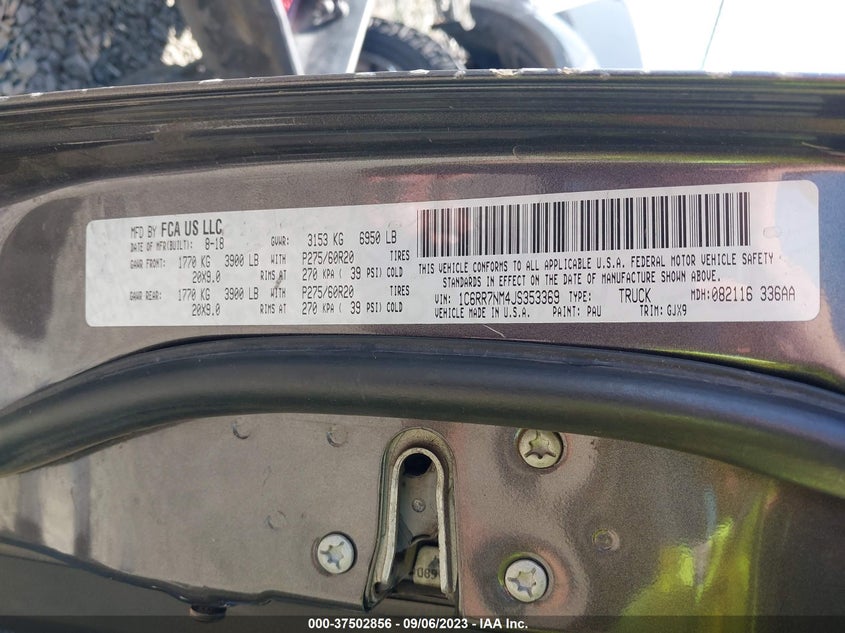 MFD BY FCA US LLC
DATE OF MFR(BUILT): 8-18 GVWR: 3153 KG 6950 LB
GAWR FRONT: 1770 KG 3900 LB WITH P275/60R20 TIRES
20X9.0 RIMS AT 270 KPA ( 39 PSI) COLD
GAWR REAR: 1770 KG 3900 LB WITH P275/60R20 TIRES
20X9.0 RIMS AT 270 KPA ( 39 PSI) COLD
THIS VEHICLE CONFORMS TO ALL APPLICABLE U.S.A. FEDERAL MOTOR VEHICLE SAFETY
STANDARDS IN EFFECT ON THE DATE OF MANUFACTURE SHOWN ABOVE.
VIN: 1C6RR7NM4JS353369 TYPE: TRUCK MDH: 082116 336AA
VEHICLE MADE IN U.S.A. PAINT: PAU TRIM: GJX9
000-37502856 - 09/06/2023 - IAA Inc.